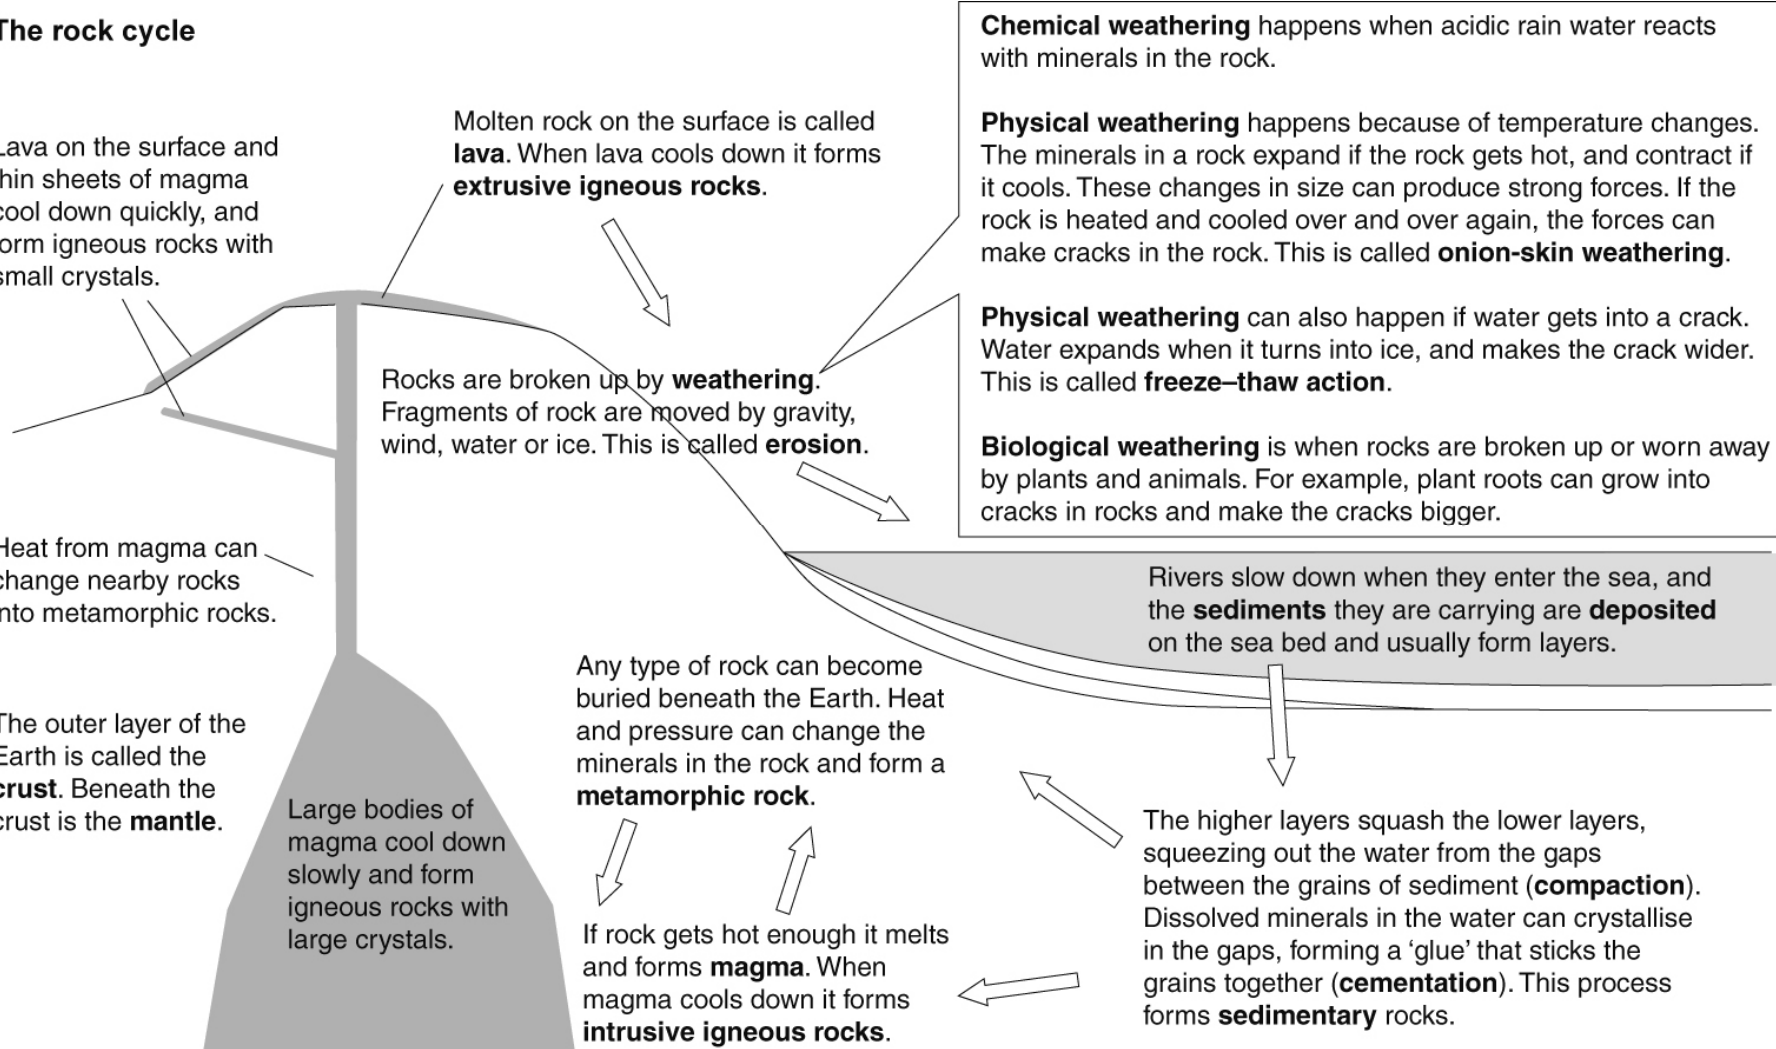 The rock cycle
Lava on the surface and
thin sheets of magma
cool down quickly, and
form igneous rocks with
small crystals.
Molten rock on the surface is called
lava. When lava cools down it forms
extrusive igneous rocks.
Chemical weathering happens when acidic rain water reacts
with minerals in the rock.
Physical weathering happens because of temperature changes.
The minerals in a rock expand if the rock gets hot, and contract if
it cools. These changes in size can produce strong forces. If the
rock is heated and cooled over and over again, the forces can
make cracks in the rock. This is called onion-skin weathering.
Physical weathering can also happen if water gets into a crack.
Water expands when it turns into ice, and makes the crack wider.
This is called freeze–thaw action.
Biological weathering is when rocks are broken up or worn away
by plants and animals. For example, plant roots can grow into
cracks in rocks and make the cracks bigger.
Rocks are broken up by weathering.
Fragments of rock are moved by gravity,
wind, water or ice. This is called erosion.
Heat from magma can
change nearby rocks
into metamorphic rocks.
Rivers slow down when they enter the sea, and
the sediments they are carrying are deposited
on the sea bed and usually form layers.
Any type of rock can become
buried beneath the Earth. Heat
and pressure can change the
minerals in the rock and form a
metamorphic rock.
The outer layer of the
Earth is called the
crust. Beneath the
crust is the mantle.
Large bodies of
magma cool down
slowly and form
igneous rocks with
large crystals.
The higher layers squash the lower layers,
squeezing out the water from the gaps
between the grains of sediment (compaction).
Dissolved minerals in the water can crystallise
in the gaps, forming a ‘glue’ that sticks the
grains together (cementation). This process
forms sedimentary rocks.
If rock gets hot enough it melts
and forms magma. When
magma cools down it forms
intrusive igneous rocks.